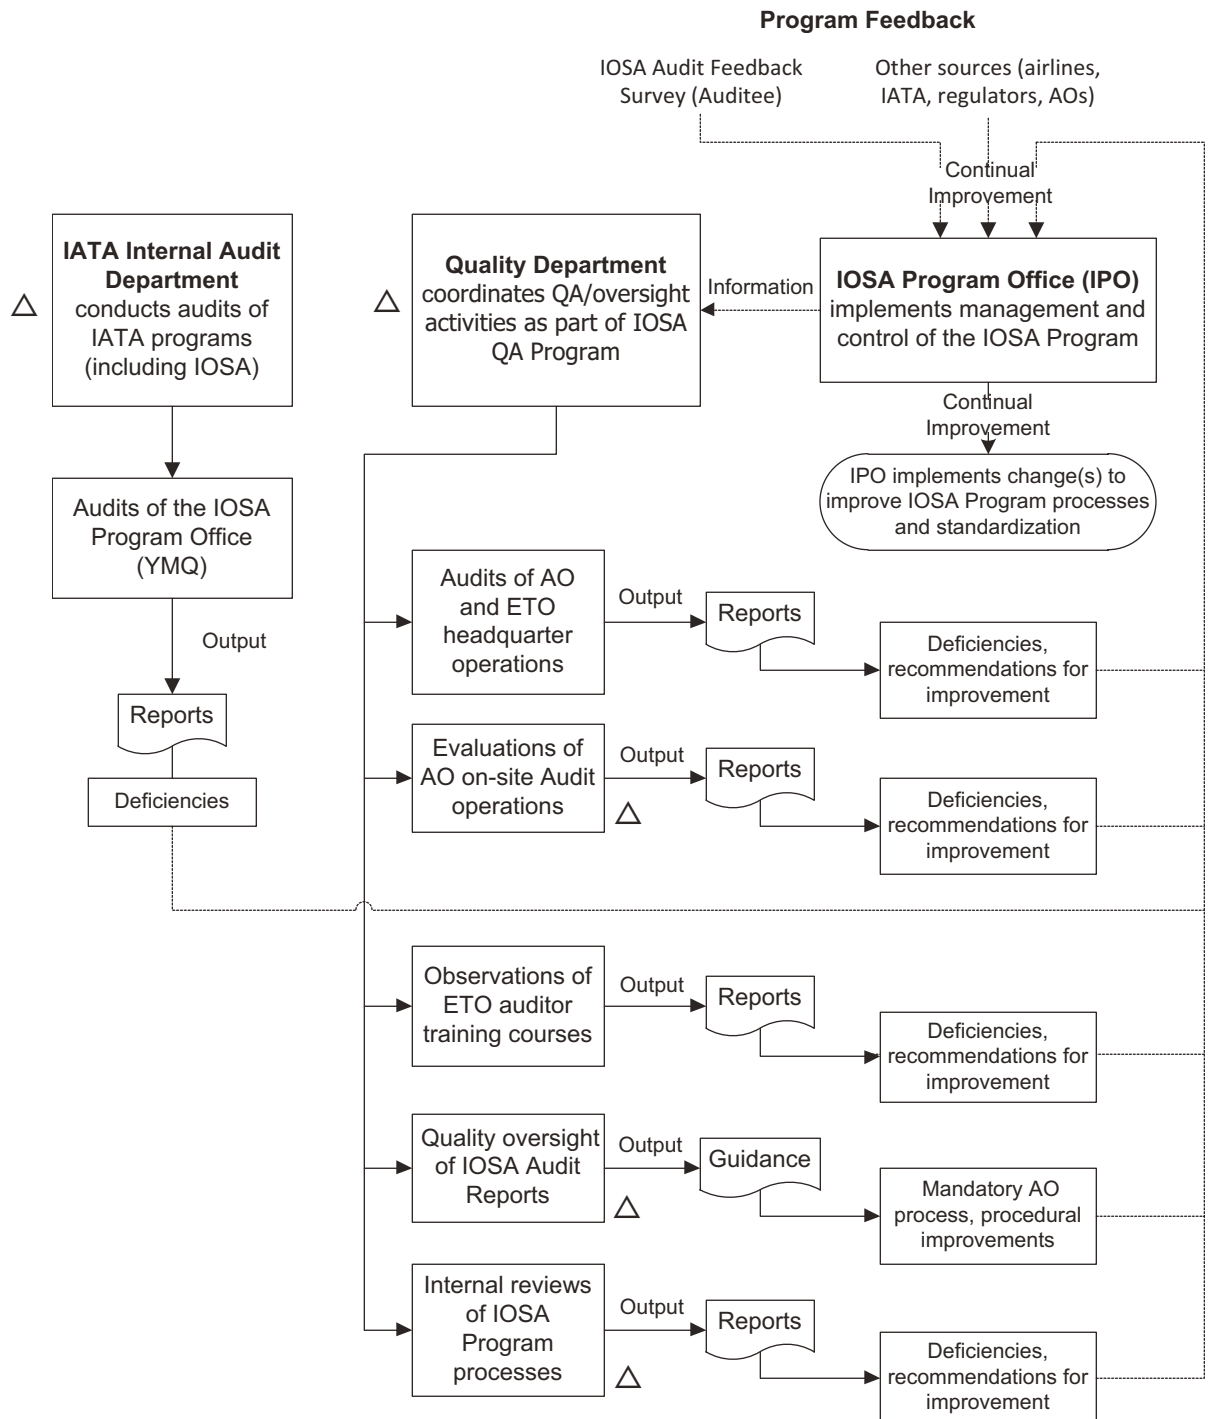 Program Feedback
IOSA Audit Feedback
Survey (Auditee)
Other sources (airlines,
IATA, regulators, AOs)
Continual
Improvement
IATA Internal Audit
Department
conducts audits of
IATA programs
(including IOSA)
Quality Department
coordinates QA/oversight
activities as part of IOSA
QA Program
Information
IOSA Program Office (IPO)
implements management and
control of the IOSA Program
Continual
Improvement
IPO implements change(s) to
improve IOSA Program processes
and standardization
Audits of the IOSA
Program Office
(YMQ)
Output
Reports
Deficiencies
Audits of AO
and ETO
headquarter
operations
Output
Reports
Deficiencies,
recommendations for
improvement
Evaluations of
AO on-site Audit
operations
Output
Reports
Deficiencies,
recommendations for
improvement
Observations of
ETO auditor
training courses
Output
Reports
Deficiencies,
recommendations for
improvement
Quality oversight
of IOSA Audit
Reports
Output
Guidance
Mandatory AO
process, procedural
improvements
Internal reviews
of IOSA
Program
processes
Output
Reports
Deficiencies,
recommendations for
improvement